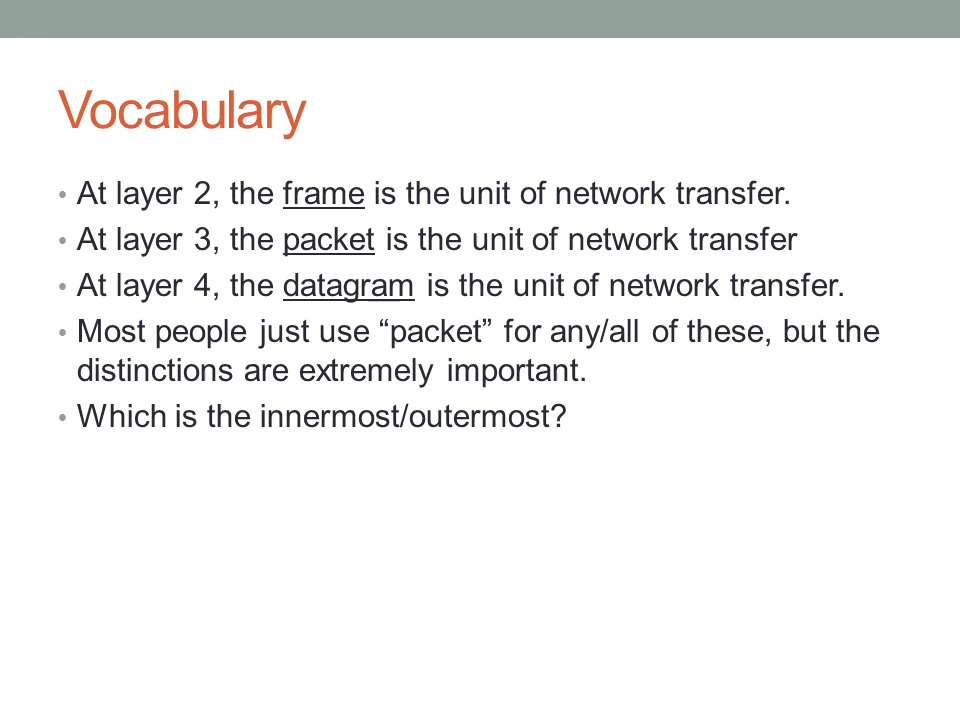 Vocabulary
• At layer 2, the frame is the unit of network transfer.
• At layer 3, the packet is the unit of network transfer
• At layer 4, the datagram is the unit of network transfer.
• Most people just use “packet” for any/all of these, but the
distinctions are extremely important.
• Which is the innermost/outermost?